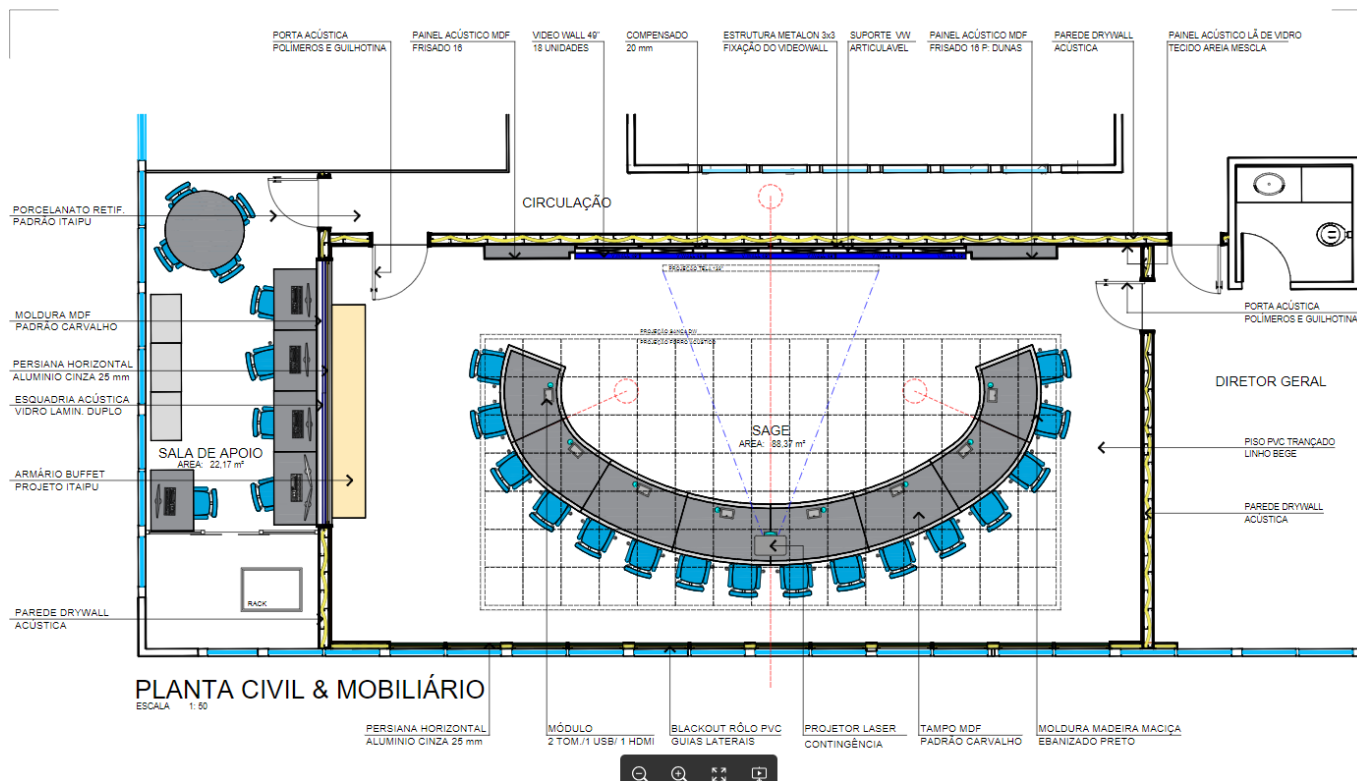 PORTA ACÚSTICA
POLÍMEROS E GUILHOTINA
PAINEL ACÚSTICO MDF
FRISADO 16
VIDEO WALL 49"
18 UNIDADES
COMPENSADO
20 mm
ESTRUTURA METALON 3x3
FIXAÇÃO DO VIDEOWALL
SUPORTE VW
ARTICULAVEL
PAINEL ACÚSTICO MDF
FRISADO 16 P: DUNAS
PAREDE DRYWALL
ACÚSTICA
PAINEL ACÚSTICO LÃ DE VIDRO
TECIDO AREIA MESCLA
CIRCULAÇÃO
PORCELANATO RETIF.
PADRÃO ITAIPU
MOLDURA MDF
PADRÃO CARVALHO
PERSIANA HORIZONTAL
ALUMINIO CINZA 25 mm
ESQUADRIA ACÚSTICA
VIDRO LAMIN. DUPLO
ARMÁRIO BUFFET
PROJETO ITAIPU
PAREDE DRYWALL
ACÚSTICA
SALA DE APOIO
AREA: 22,17 m²
RACK
PROJEÇÃO FORRO ACÚSTICO
SAGE
AREA: 88,37 m²
PORTA ACÚSTICA
POLÍMEROS E GUILHOTINA
DIRETOR GERAL
PISO PVC TRANÇADO
LINHO BEGE
PAREDE DRYWALL
ACÚSTICA
PLANTA CIVIL & MOBILIÁRIO
ESCALA 1: 50
PERSIANA HORIZONTAL
ALUMINIO CINZA 25 mm
MÓDULO
2 TOM./1 USB/ 1 HDMI
BLACKOUT RÔLO PVC
GUIAS LATERAIS
PROJETOR LASER
CONTINGÊNCIA
TAMPO MDF
PADRÃO CARVALHO
MOLDURA MADEIRA MACIÇA
EBANIZADO PRETO